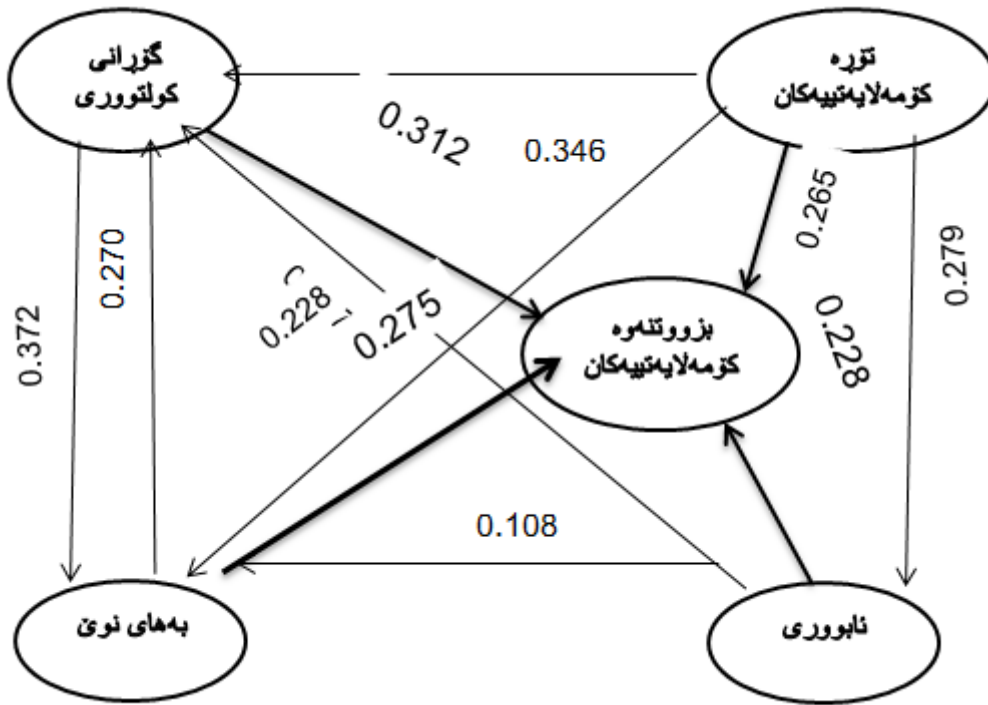 گۆڕانی
کولتووری
تۆڕە
کۆمەڵایەتییەکان
0.312
0.346
0.265
0.279
0.270
0.372
0.228
0.275
بزووتنەوە
کۆمەڵایەتییەکان
0.228
0.108
بەهای نوێ
ئابووری